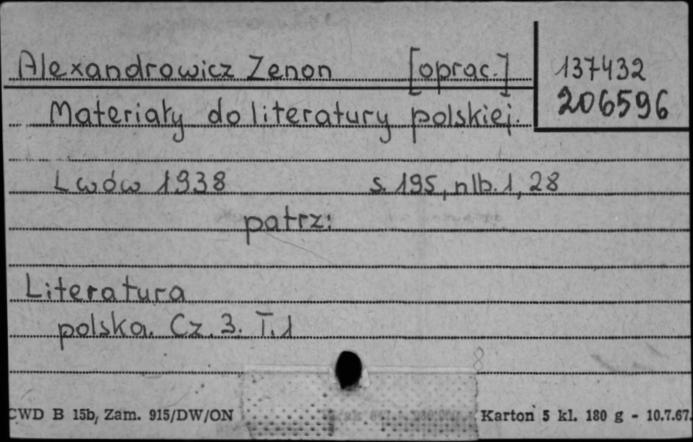 Alexandrowicz Zenon [oprac.]
137432
206596
Materiały do literatury polskiej.
Lwów 1938 s. 195, nlb. 1, 28
patrz:
Literatura
polska. Cz. 3. T. 1
CWD B 15b, Zam. 915/DW/ON Karton 5 kl. 180 g - 10.7.67.